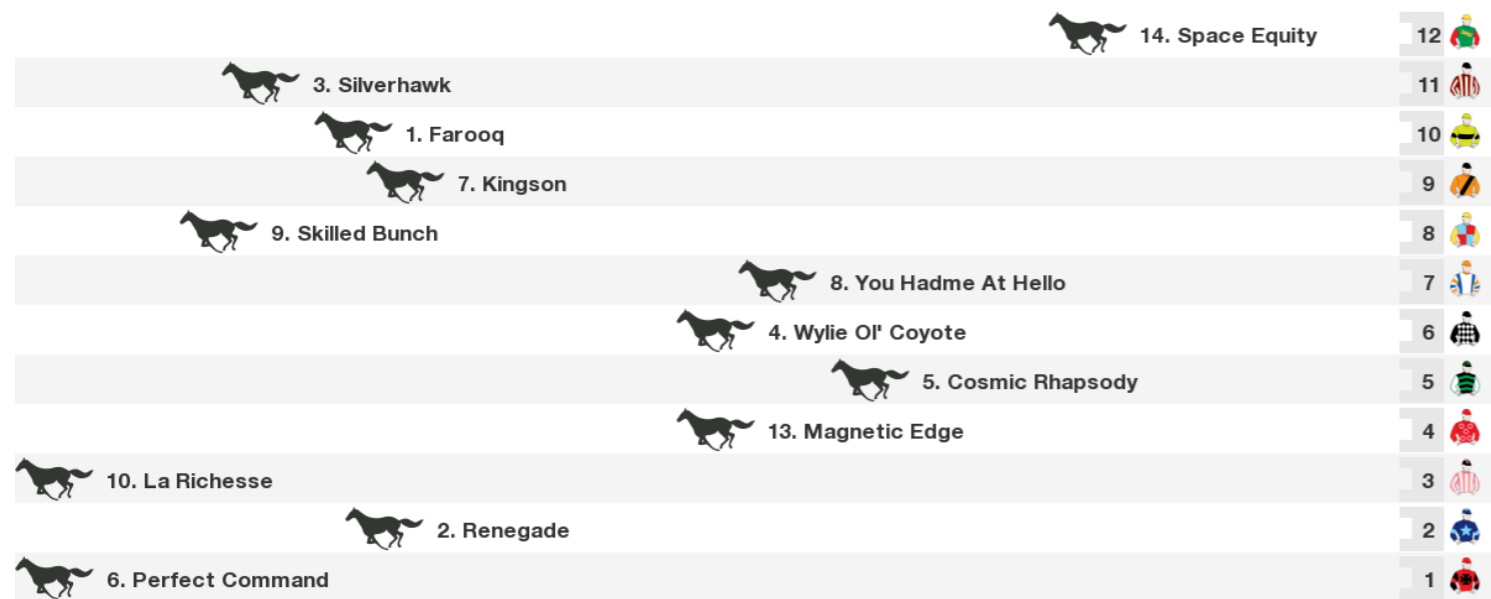 14. Space Equity 12
3. Silverhawk 11
1. Farooq 10
7. Kingson 9
9. Skilled Bunch 8
8. You Hadme At Hello 7
4. Wylie Ol' Coyote 6
5. Cosmic Rhapsody 5
13. Magnetic Edge 4
10. La Richesse 3
2. Renegade 2
6. Perfect Command 1